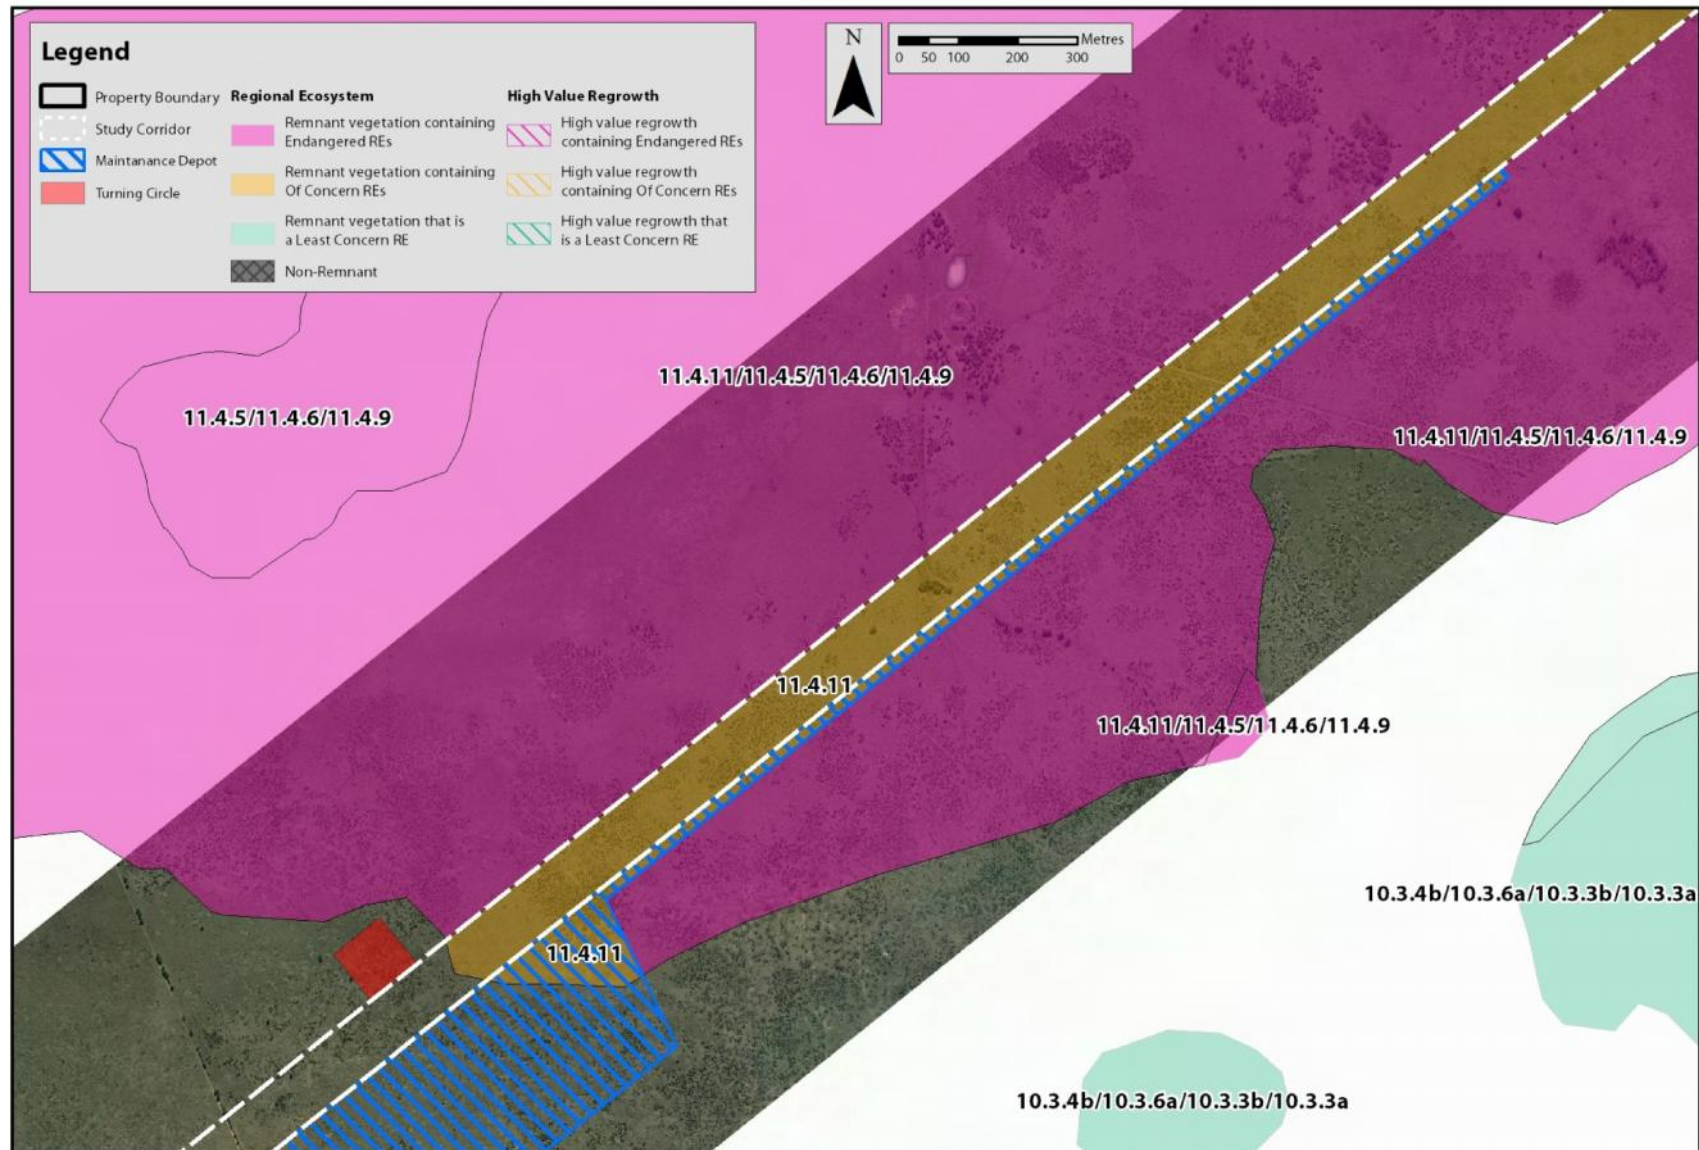 Legend
Property Boundary
Study Corridor
Maintanance Depot
Turning Circle
Regional Ecosystem
Remnant vegetation containing
Endangered REs
Remnant vegetation containing
Of Concern REs
Remnant vegetation that is
a Least Concern RE
Non-Remnant
High Value Regrowth
High value regrowth
containing Endangered REs
High value regrowth
containing Of Concern REs
High value regrowth that
is a Least Concern RE
N
Metres
0 50 100 200 300
11.4.11/11.4.5/11.4.6/11.4.9
11.4.5/11.4.6/11.4.9
11.4.11/11.4.5/11.4.6/11.4.9
11.4.11
11.4.11/11.4.5/11.4.6/11.4.9
10.3.4b/10.3.6a/10.3.3b/10.3.3a
11.4.11
10.3.4b/10.3.6a/10.3.3b/10.3.3a